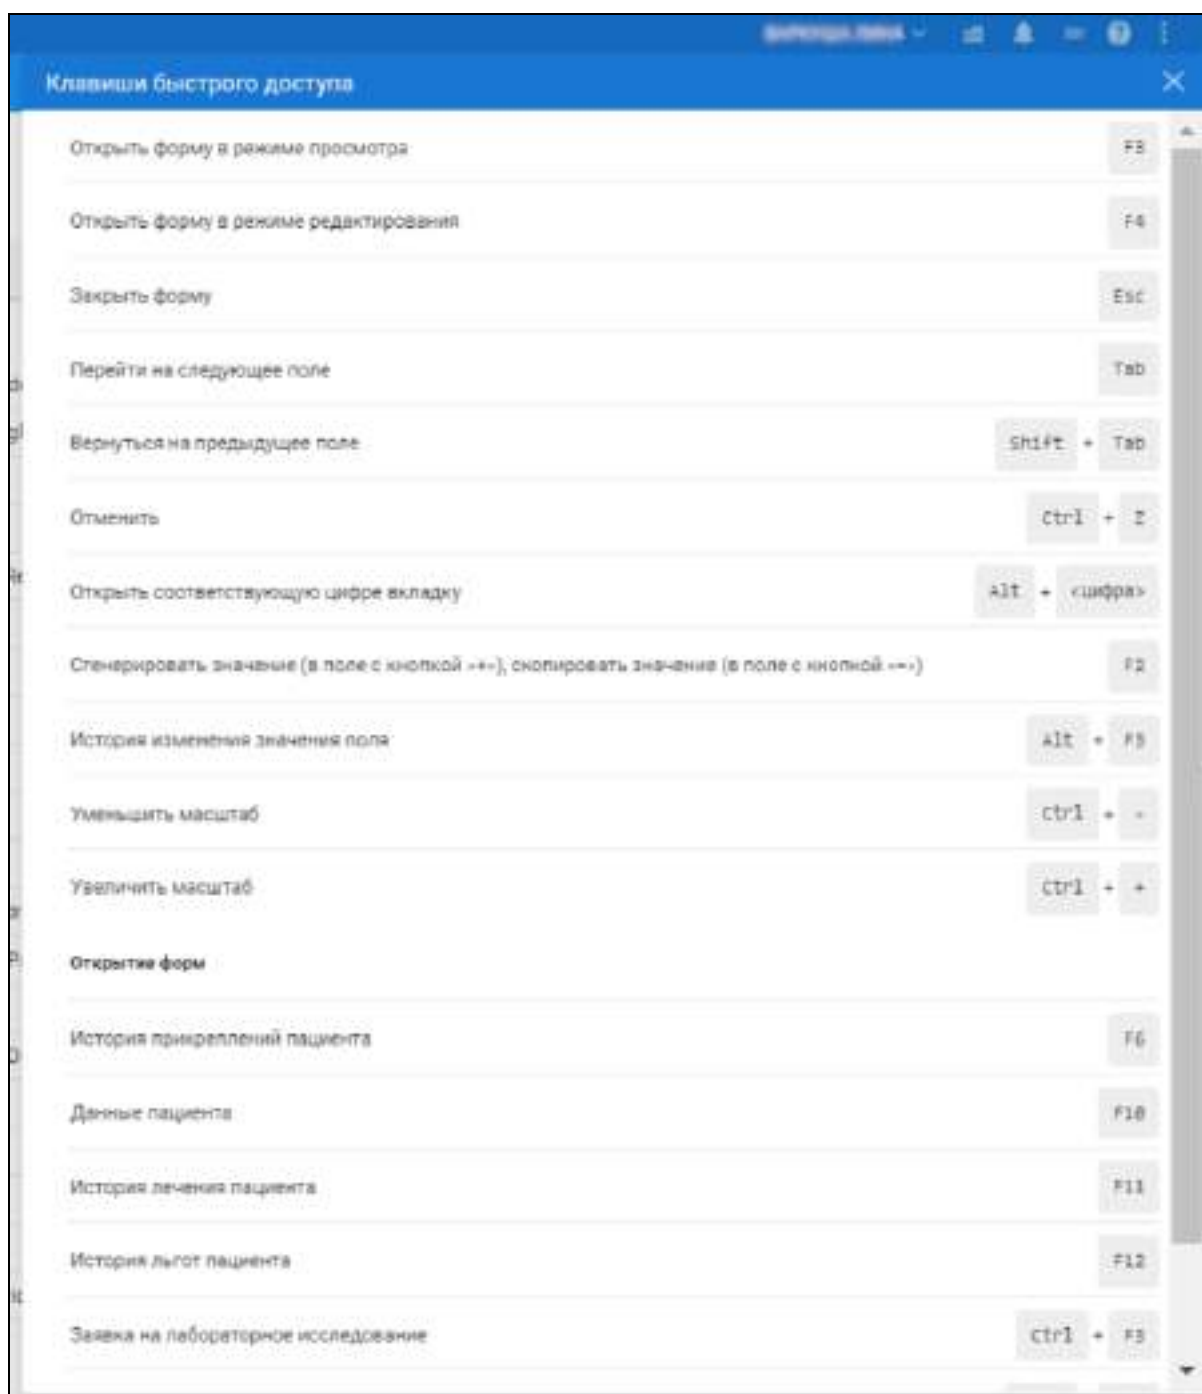 Клавиши быстрого доступа
Открыть форму в режиме просмотра F3
Открыть форму в режиме редактирования F4
Закрыть форму Esc
Перейти на следующее поле Tab
Вернуться на предыдущее поле Shift + Tab
Отменить Ctrl + Z
Открыть соответствующую цифре вкладку Alt + <цифра>
Сгенерировать значение (в поле с кнопкой «+»), скопировать значение (в поле с кнопкой «=») F2
История изменения значения поля Alt +
Уменьшить масштаб Ctrl + -
Увеличить масштаб Ctrl + +
Открытие форм
История прикреплений пациента F6
Данные пациента F10
История лечения пациента F11
История льгот пациента F12
Заявка на лабораторное исследование Ctrl + F3